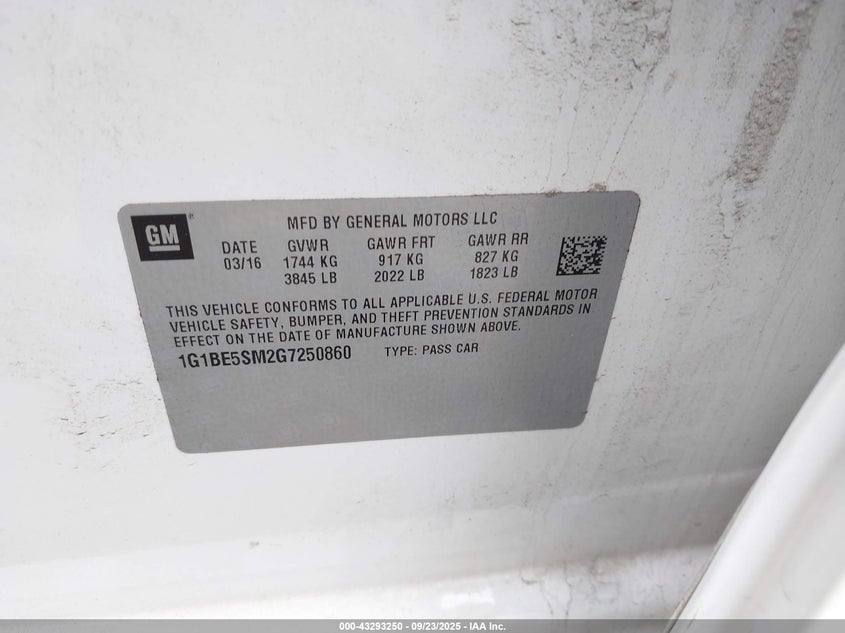 GM
MFD BY GENERAL MOTORS LLC
DATE GVWR GAWR FRT GAWR RR
03/16 1744 KG 917 KG 827 KG
3845 LB 2022 LB 1823 LB
THIS VEHICLE CONFORMS TO ALL APPLICABLE U.S. FEDERAL MOTOR
VEHICLE SAFETY, BUMPER, AND THEFT PREVENTION STANDARDS IN
EFFECT ON THE DATE OF MANUFACTURE SHOWN ABOVE.
1G1BE5SM2G7250860 TYPE: PASS CAR
000-43293250 - 09/23/2025 - IAA Inc.